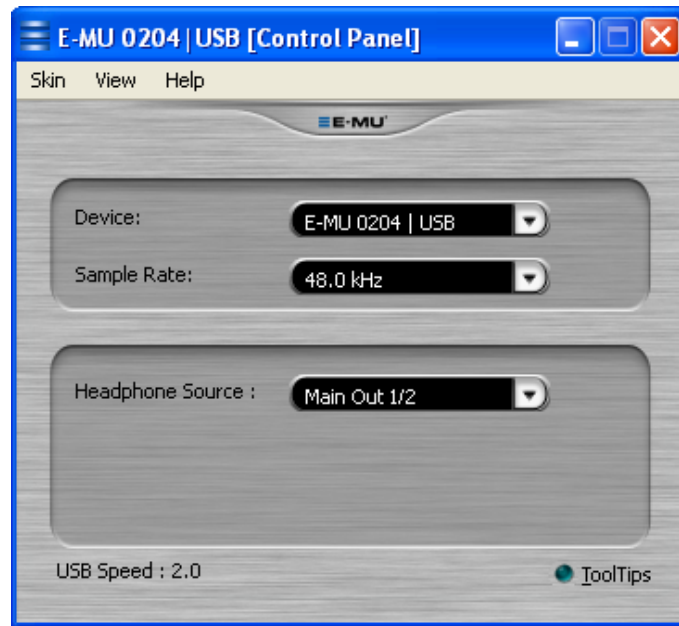 E-MU 0204 | USB [Control Panel]
Skin View Help
E-MU
Device: E-MU 0204 | USB
Sample Rate: 48.0 kHz
Headphone Source : Main Out 1/2
USB Speed : 2.0 ToolTips